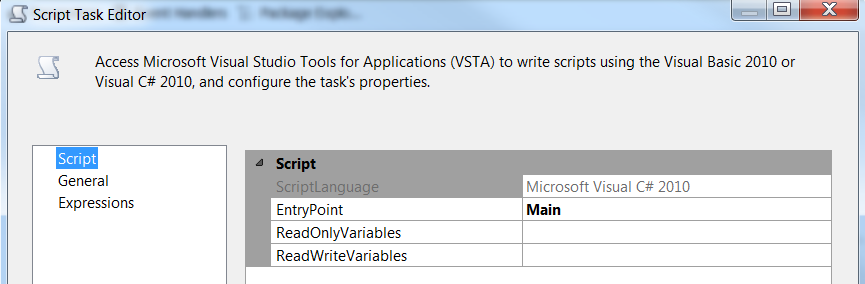 Script Task Editor
Package Explo...
Access Microsoft Visual Studio Tools for Applications (VSTA) to write scripts using the Visual Basic 2010 or
Visual C# 2010, and configure the task's properties.
Script
General
Expressions
Script
ScriptLanguage Microsoft Visual C# 2010
EntryPoint Main
ReadOnlyVariables
ReadWriteVariables